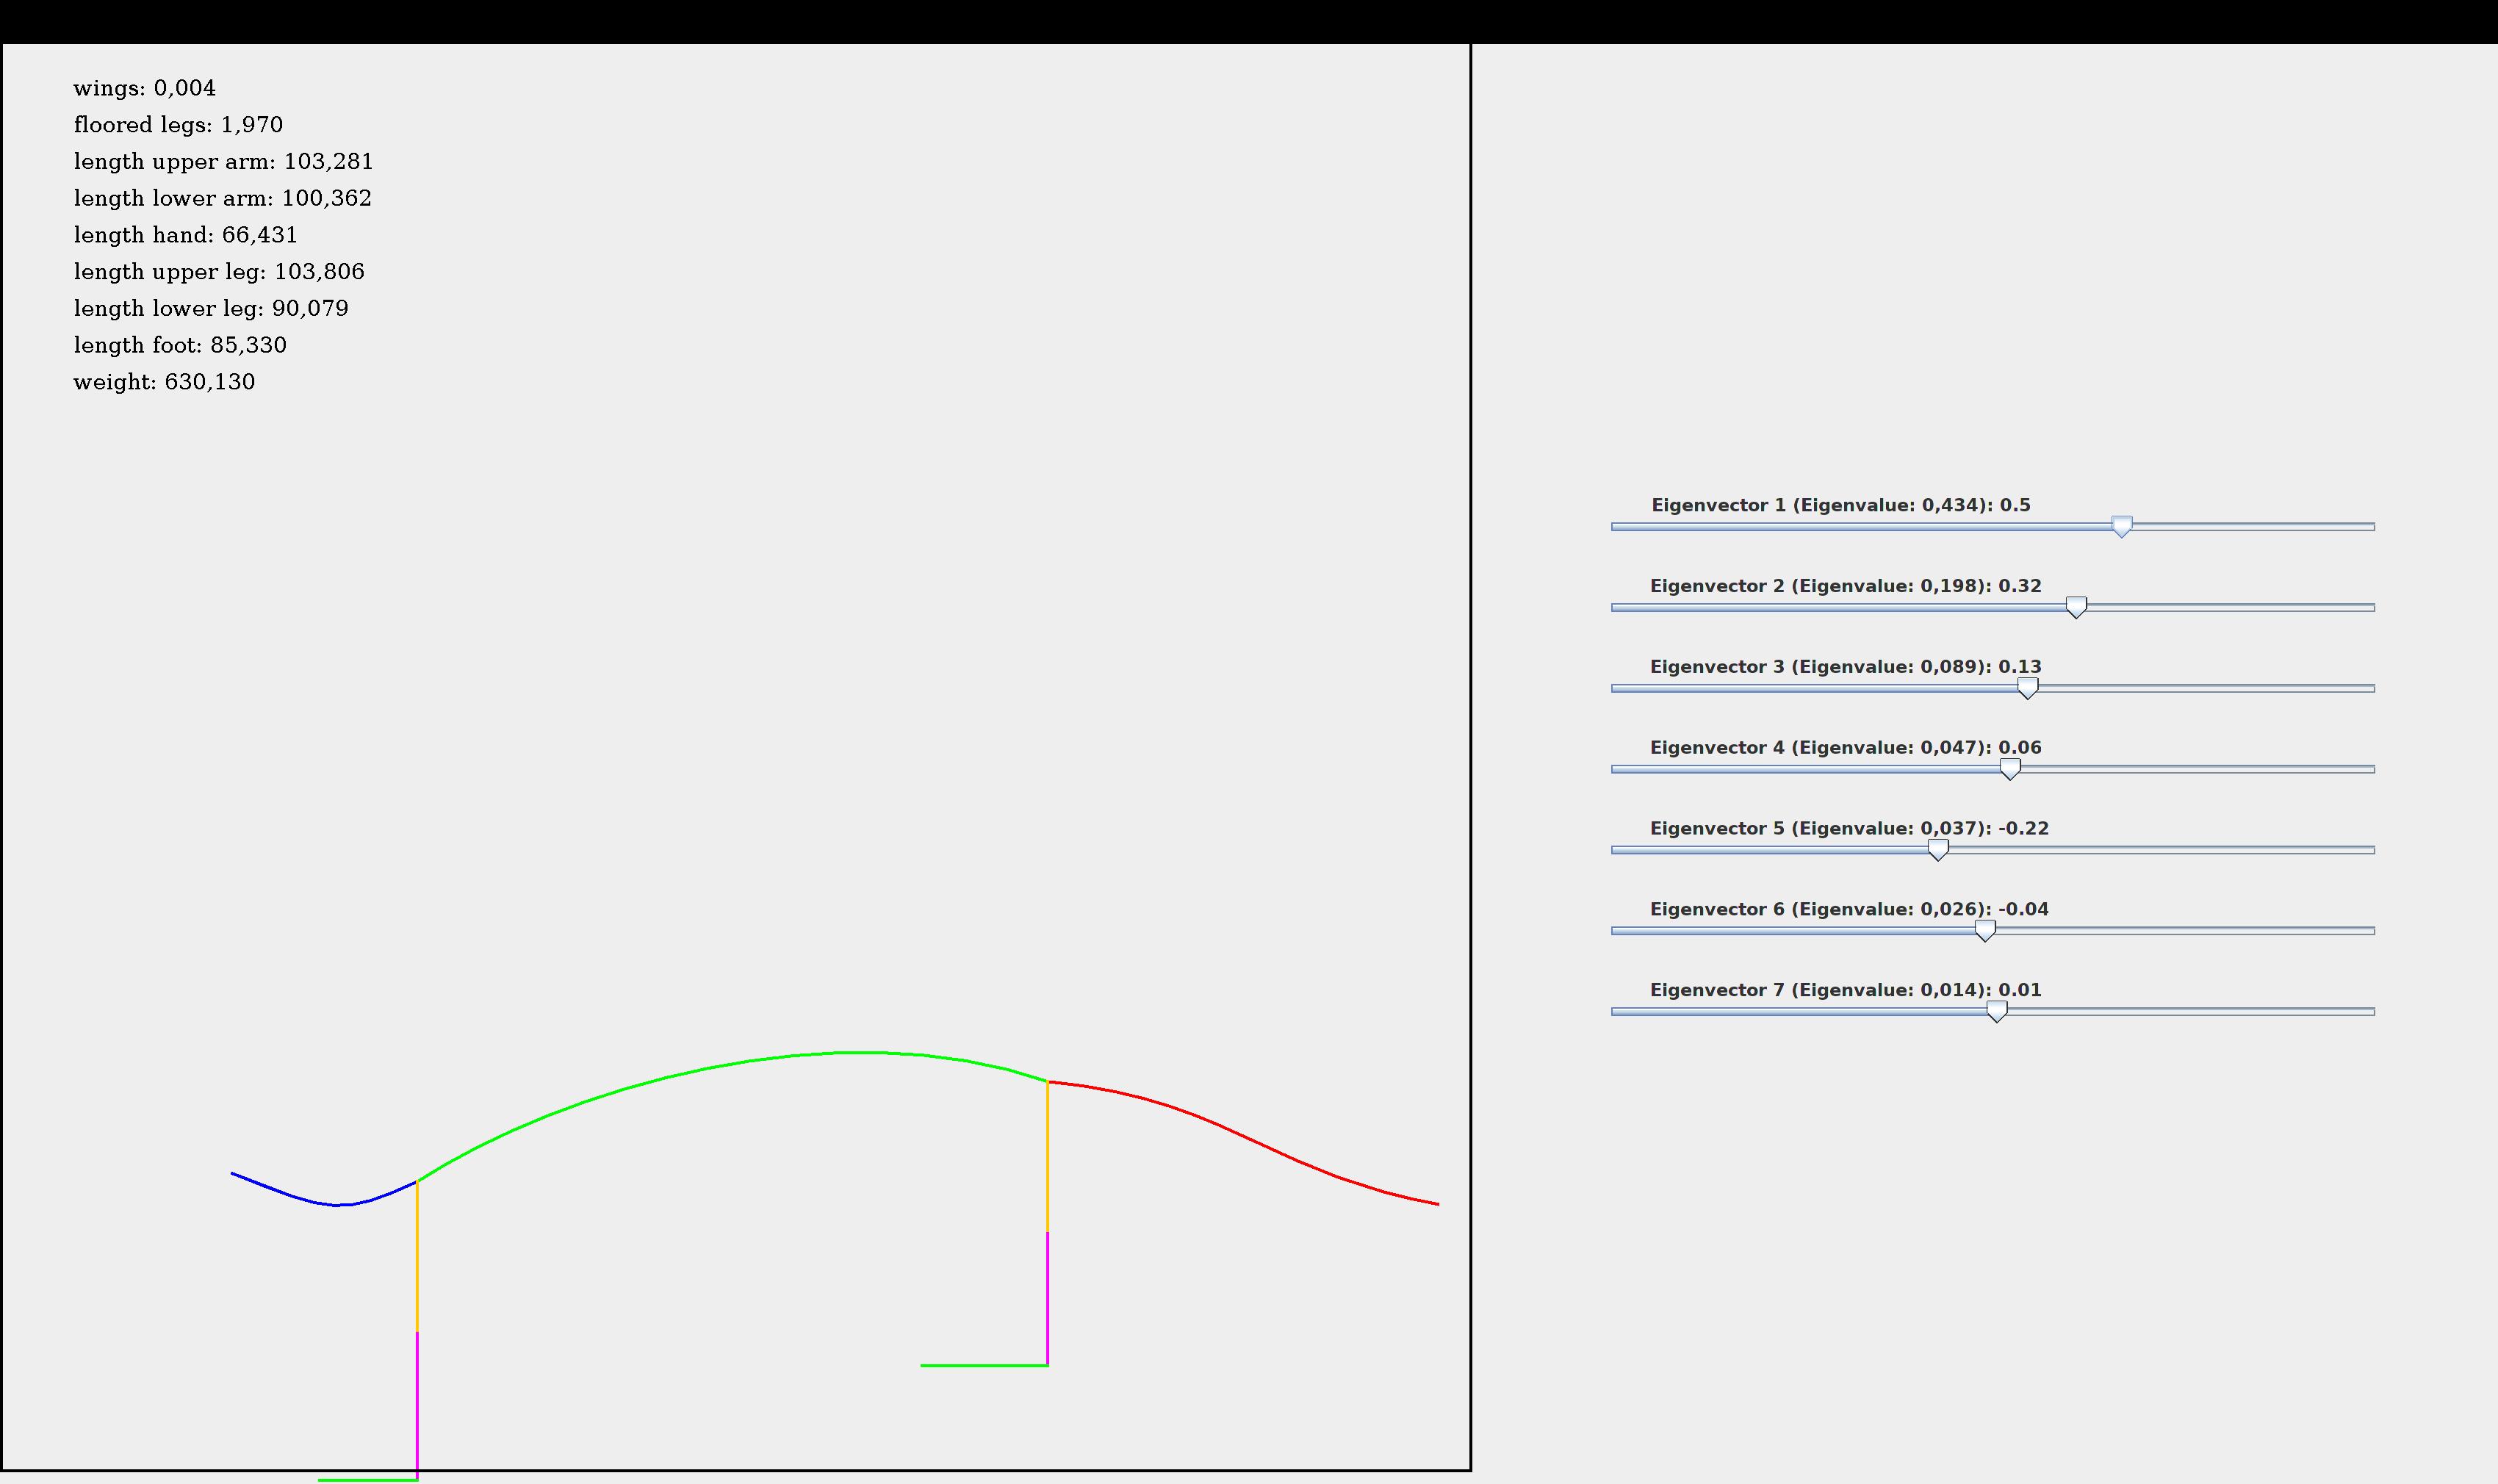 wings: 0,004
floored legs: 1,970
length upper arm: 103,281
length lower arm: 100,362
length hand: 66,431
length upper leg: 103,806
length lower leg: 90,079
length foot: 85,330
weight: 630,130
Eigenvector 1 (Eigenvalue: 0,434): 0.5
Eigenvector 2 (Eigenvalue: 0,198): 0.32
Eigenvector 3 (Eigenvalue: 0,089): 0.13
Eigenvector 4 (Eigenvalue: 0,047): 0.06
Eigenvector 5 (Eigenvalue: 0,037): -0.22
Eigenvector 6 (Eigenvalue: 0,026): -0.04
Eigenvector 7 (Eigenvalue: 0,014): 0.01